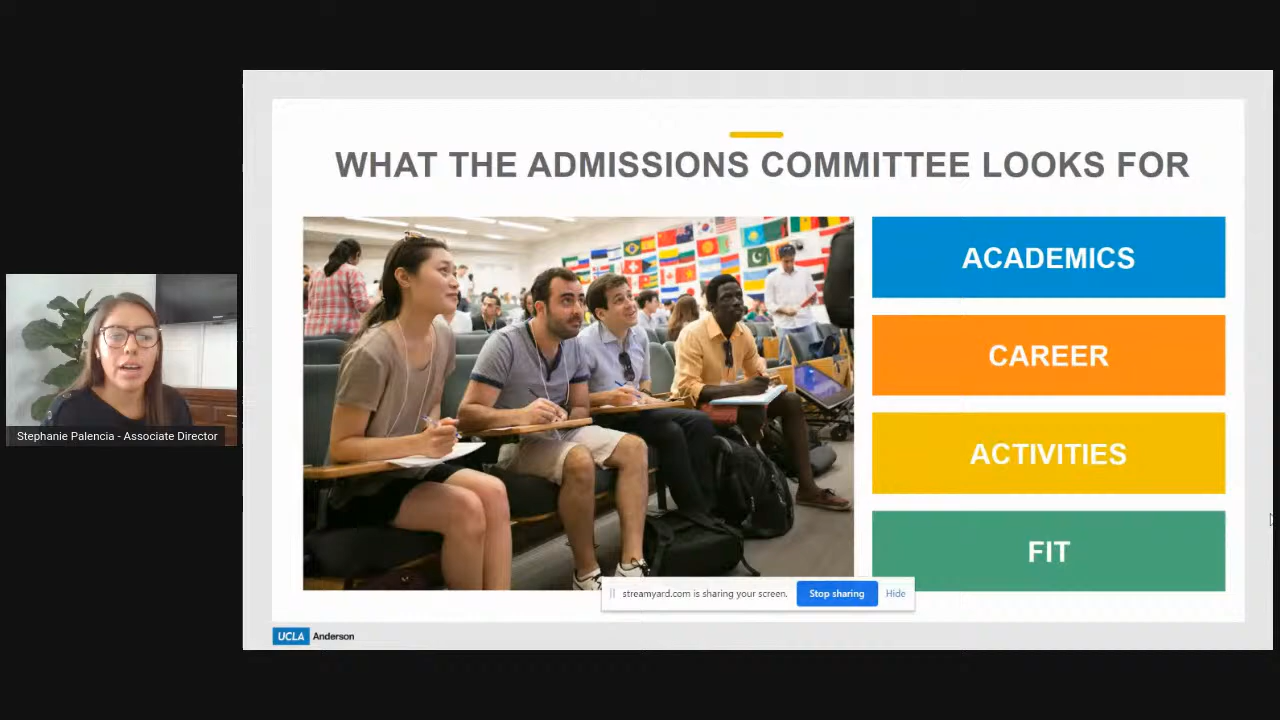 WHAT THE ADMISSIONS COMMITTEE LOOKS FOR
ACADEMICS
CAREER
ACTIVITIES
FIT
Stephanie Palencia - Associate Director
streamyard.com is sharing your screen.
Stop sharing
Hide
UCLA Anderson